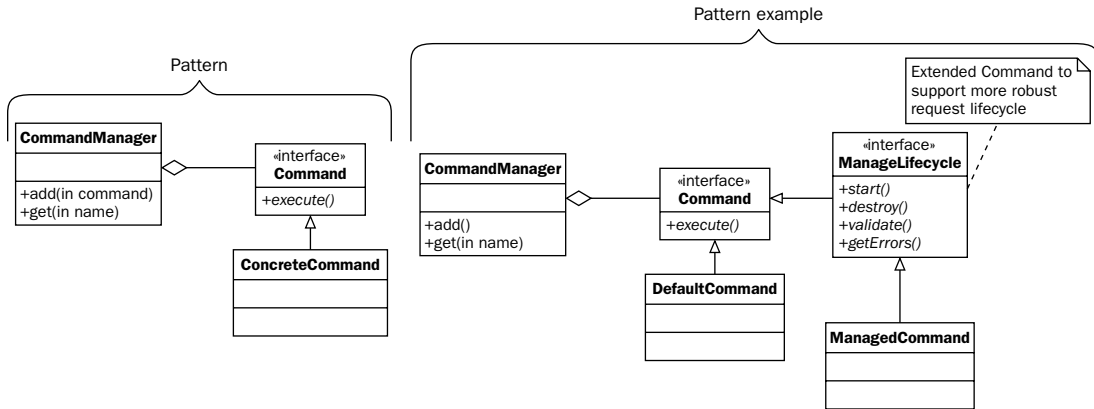 Pattern example
Pattern
Extended Command to
support more robust
request lifecycle
CommandManager
+add(in command)
+get(in name)
«interface»
Command
+execute()
ConcreteCommand
CommandManager
+add()
+get(in name)
«interface»
Command
+execute()
DefaultCommand
«interface»
ManageLifecycle
+start()
+destroy()
+validate()
+getErrors()
ManagedCommand